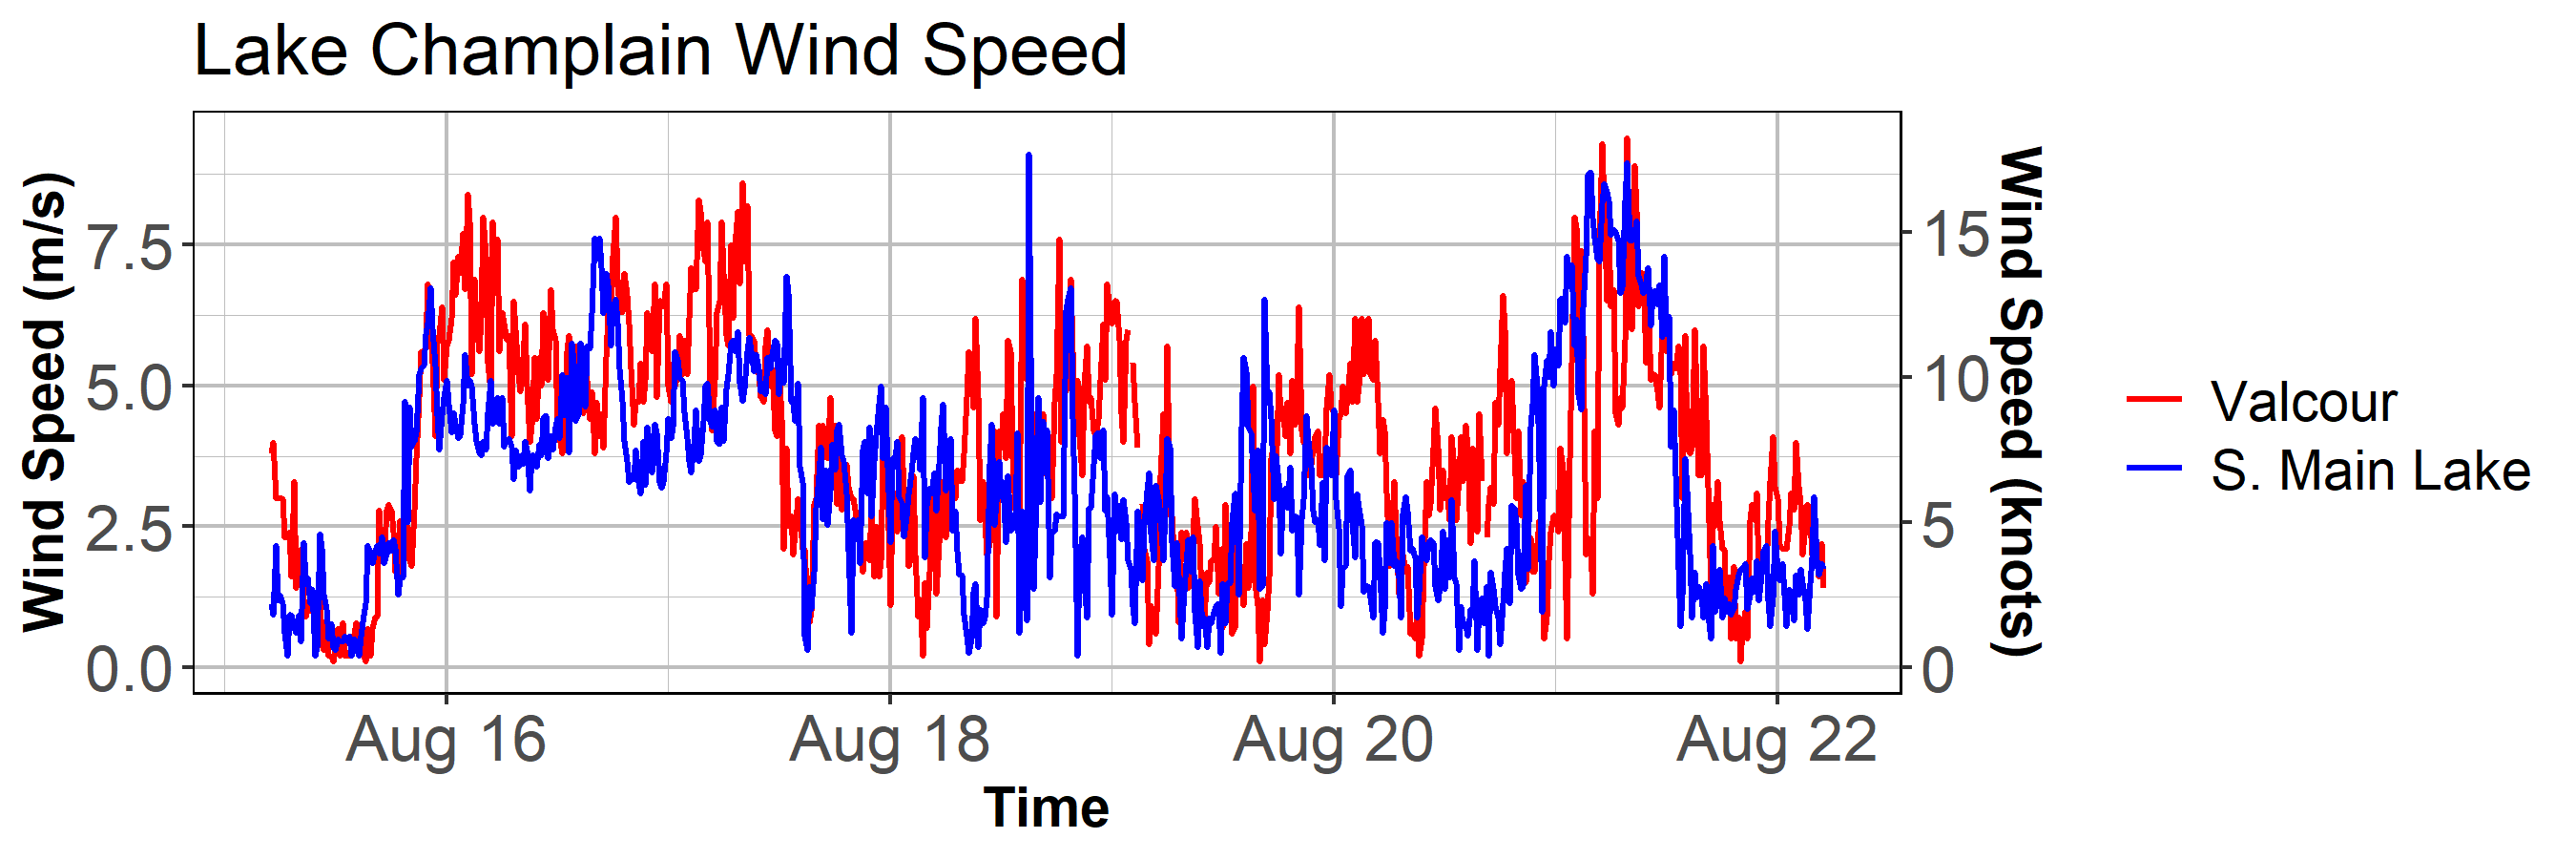 Lake Champlain Wind Speed
Wind Speed (m/s)
7.5
5.0
2.5
0.0
15
10
5
0
Wind Speed (knots)
Aug 16
Aug 18
Aug 20
Aug 22
Time
Valcour
S. Main Lake